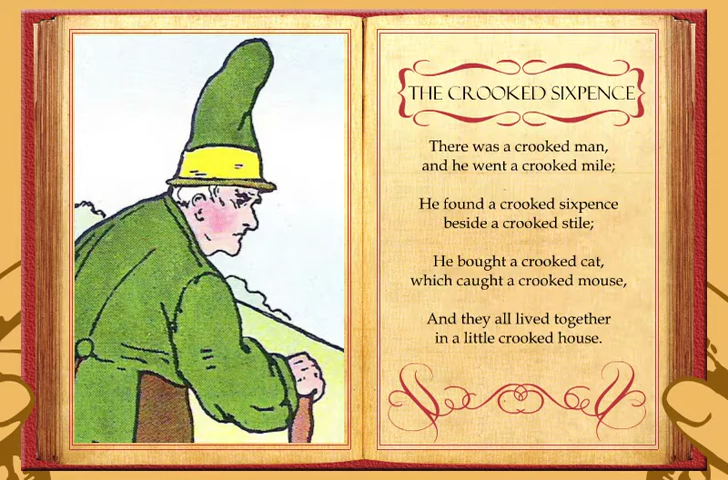 THE CROOKED SIXPENCE
There was a crooked man,
and he went a crooked mile;
He found a crooked sixpence
beside a crooked stile;
He bought a crooked cat,
which caught a crooked mouse,
And they all lived together
in a little crooked house.